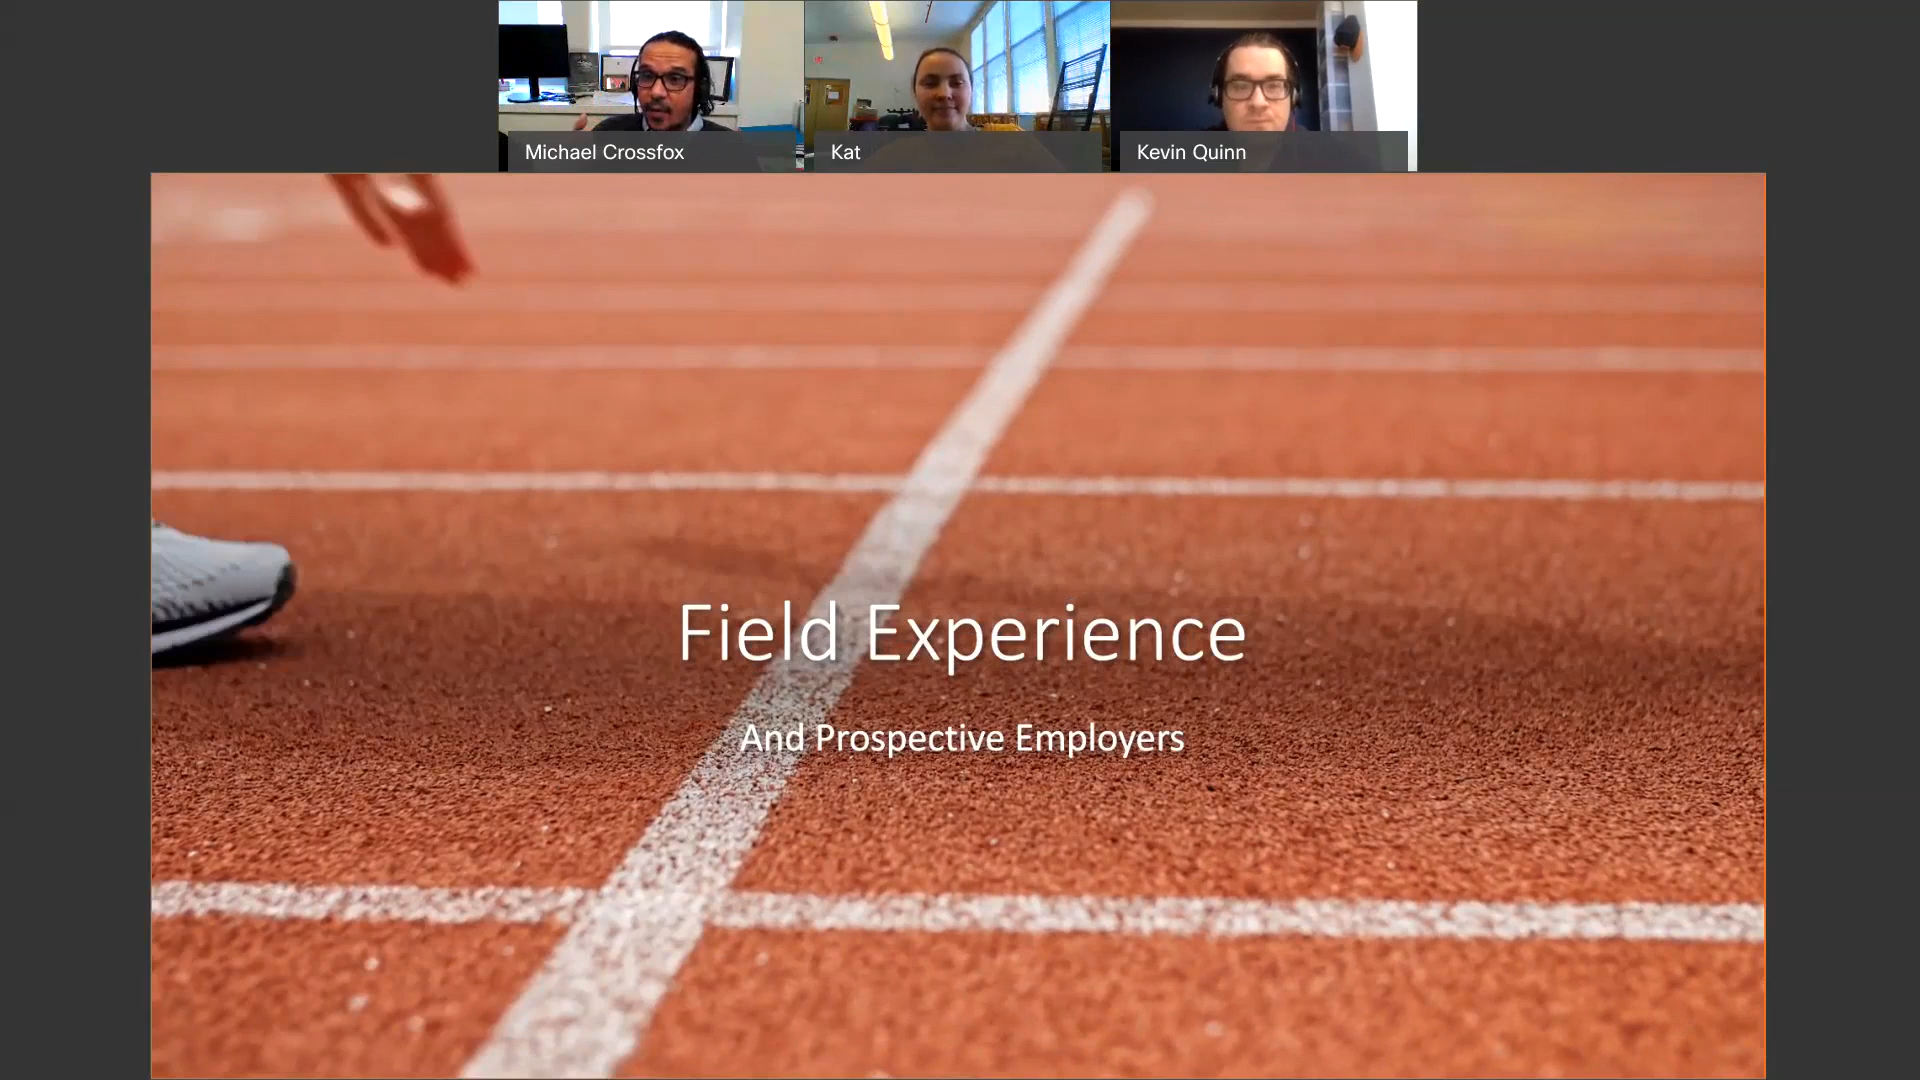 Michael Crossfox
Kat
Kevin Quinn
Field Experience
And Prospective Employers